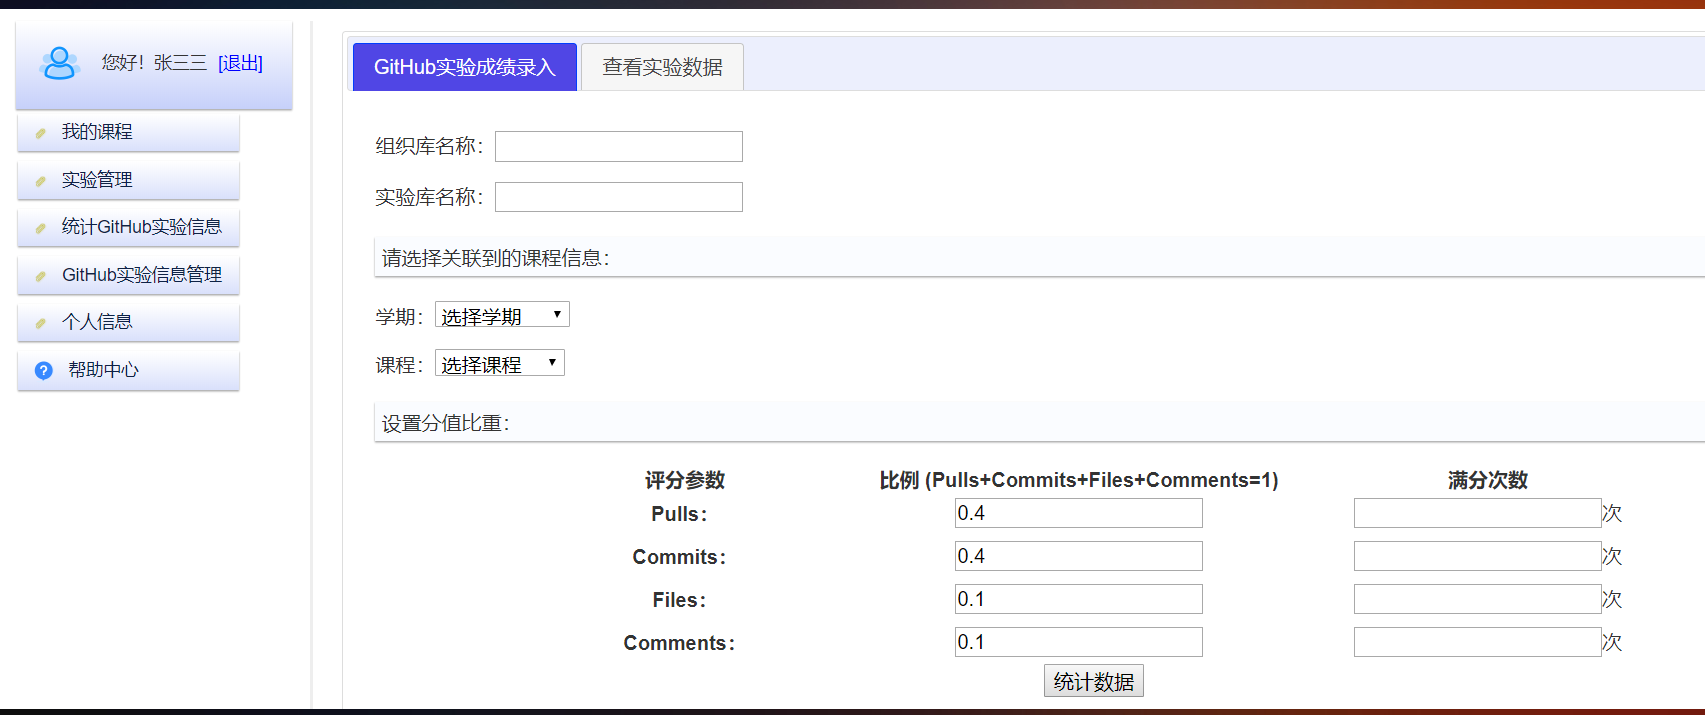 您好！张三三 [退出]
我的课程
实验管理
统计GitHub实验信息
GitHub实验信息管理
个人信息
帮助中心
GitHub实验成绩录入 查看实验数据
组织库名称：
实验库名称：
请选择关联到的课程信息：
学期： 选择学期
课程： 选择课程
设置分值比重：
评分参数 比例 (Pulls+Commits+Files+Comments=1) 满分次数
Pulls： 0.4 次
Commits： 0.4 次
Files： 0.1 次
Comments： 0.1 次
统计数据